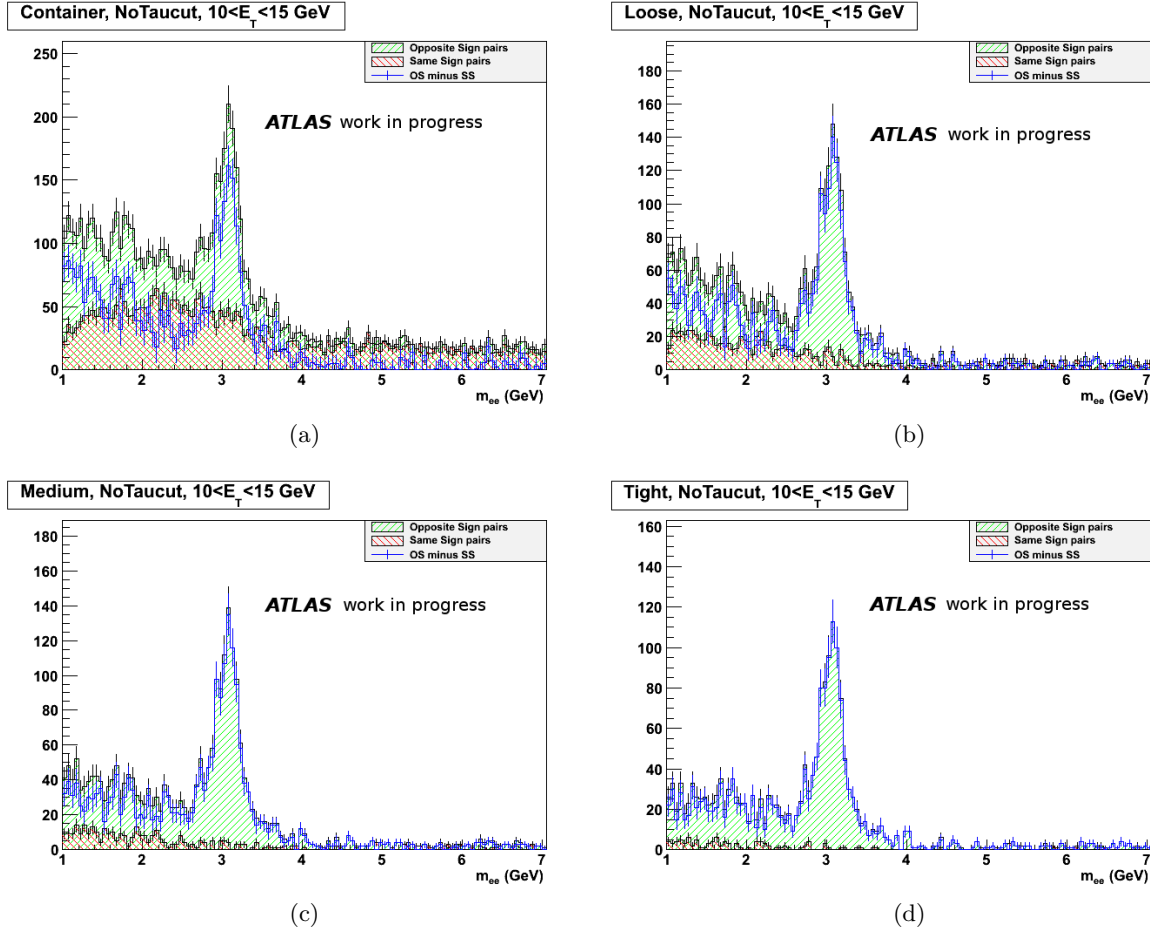 Container, NoTaucut, 10<E_T<15 GeV
Opposite Sign pairs
Same Sign pairs
OS minus SS
ATLAS work in progress
250
200
150
100
50
0
1 2 3 4 5 6 7
m_ee (GeV)
(a)
Loose, NoTaucut, 10<E_T<15 GeV
Opposite Sign pairs
Same Sign pairs
OS minus SS
ATLAS work in progress
180
160
140
120
100
80
60
40
20
0
1 2 3 4 5 6 7
m_ee (GeV)
(b)
Medium, NoTaucut, 10<E_T<15 GeV
Opposite Sign pairs
Same Sign pairs
OS minus SS
ATLAS work in progress
180
160
140
120
100
80
60
40
20
0
1 2 3 4 5 6 7
m_ee (GeV)
(c)
Tight, NoTaucut, 10<E_T<15 GeV
Opposite Sign pairs
Same Sign pairs
OS minus SS
ATLAS work in progress
160
140
120
100
80
60
40
20
0
1 2 3 4 5 6 7
m_ee (GeV)
(d)